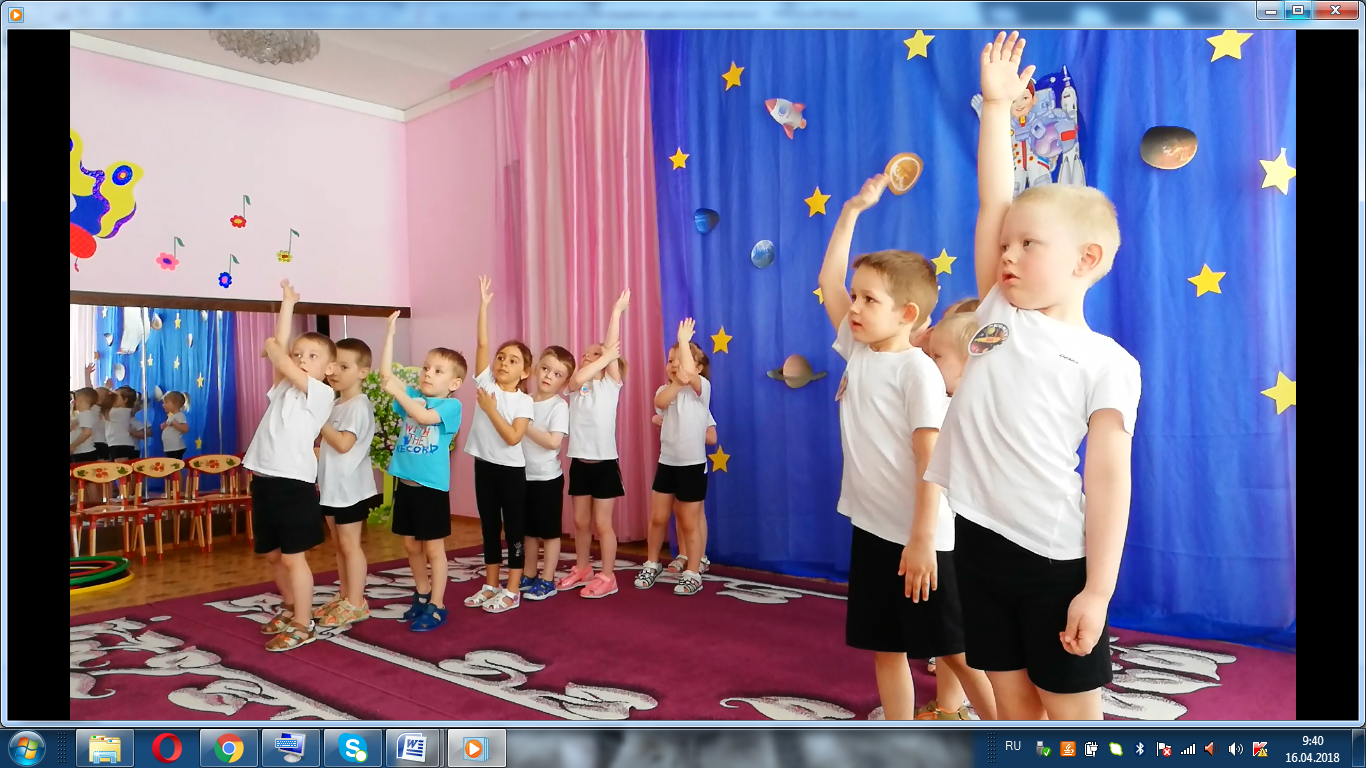 WITH
THE
RECORD
RU
9:40
16.04.2018